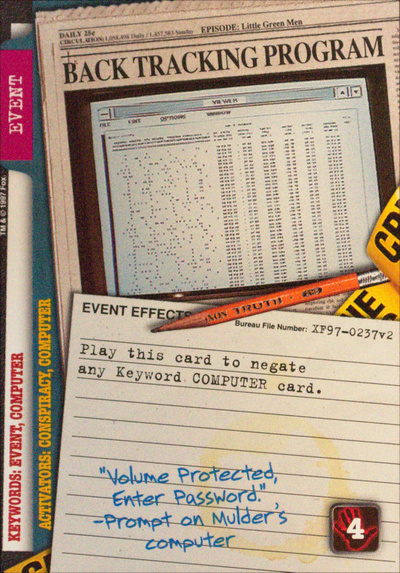 DAILY 25¢
CIRCULATION: 1,058,498 Daily / 1,457,583 Sunday
EPISODE: Little Green Men
BACK TRACKING PROGRAM
VIEWER
FILE EDIT OPTIONS WINDOW
EVENT
TM & © 1997 Fox.
KEYWORDS: EVENT, COMPUTER
ACTIVATORS: CONSPIRACY, COMPUTER
TRUTH
EVENT EFFECTS
Bureau File Number: XF97-0237v2
Play this card to negate
any Keyword COMPUTER card.
"Volume Protected,
Enter Password."
-Prompt on Mulder's
computer
4